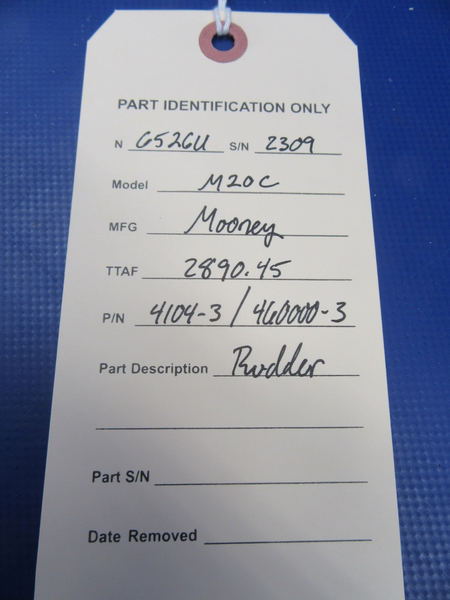 PART IDENTIFICATION ONLY
N 6526U S/N 2309
Model M20C
MFG Mooney
TTAF 2890.45
P/N 4104-3 / 460000-3
Part Description Rudder
Part S/N
Date Removed